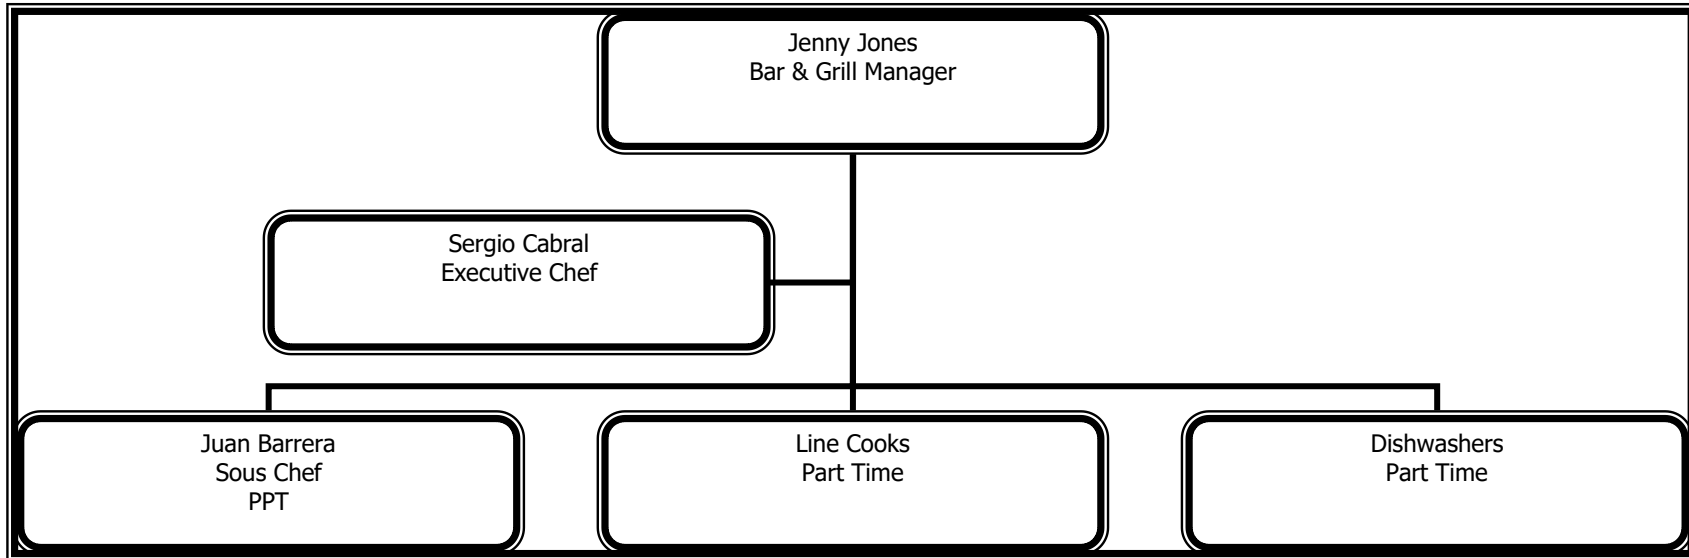 Jenny Jones
Bar & Grill Manager
Sergio Cabral
Executive Chef
Juan Barrera
Sous Chef
PPT
Line Cooks
Part Time
Dishwashers
Part Time